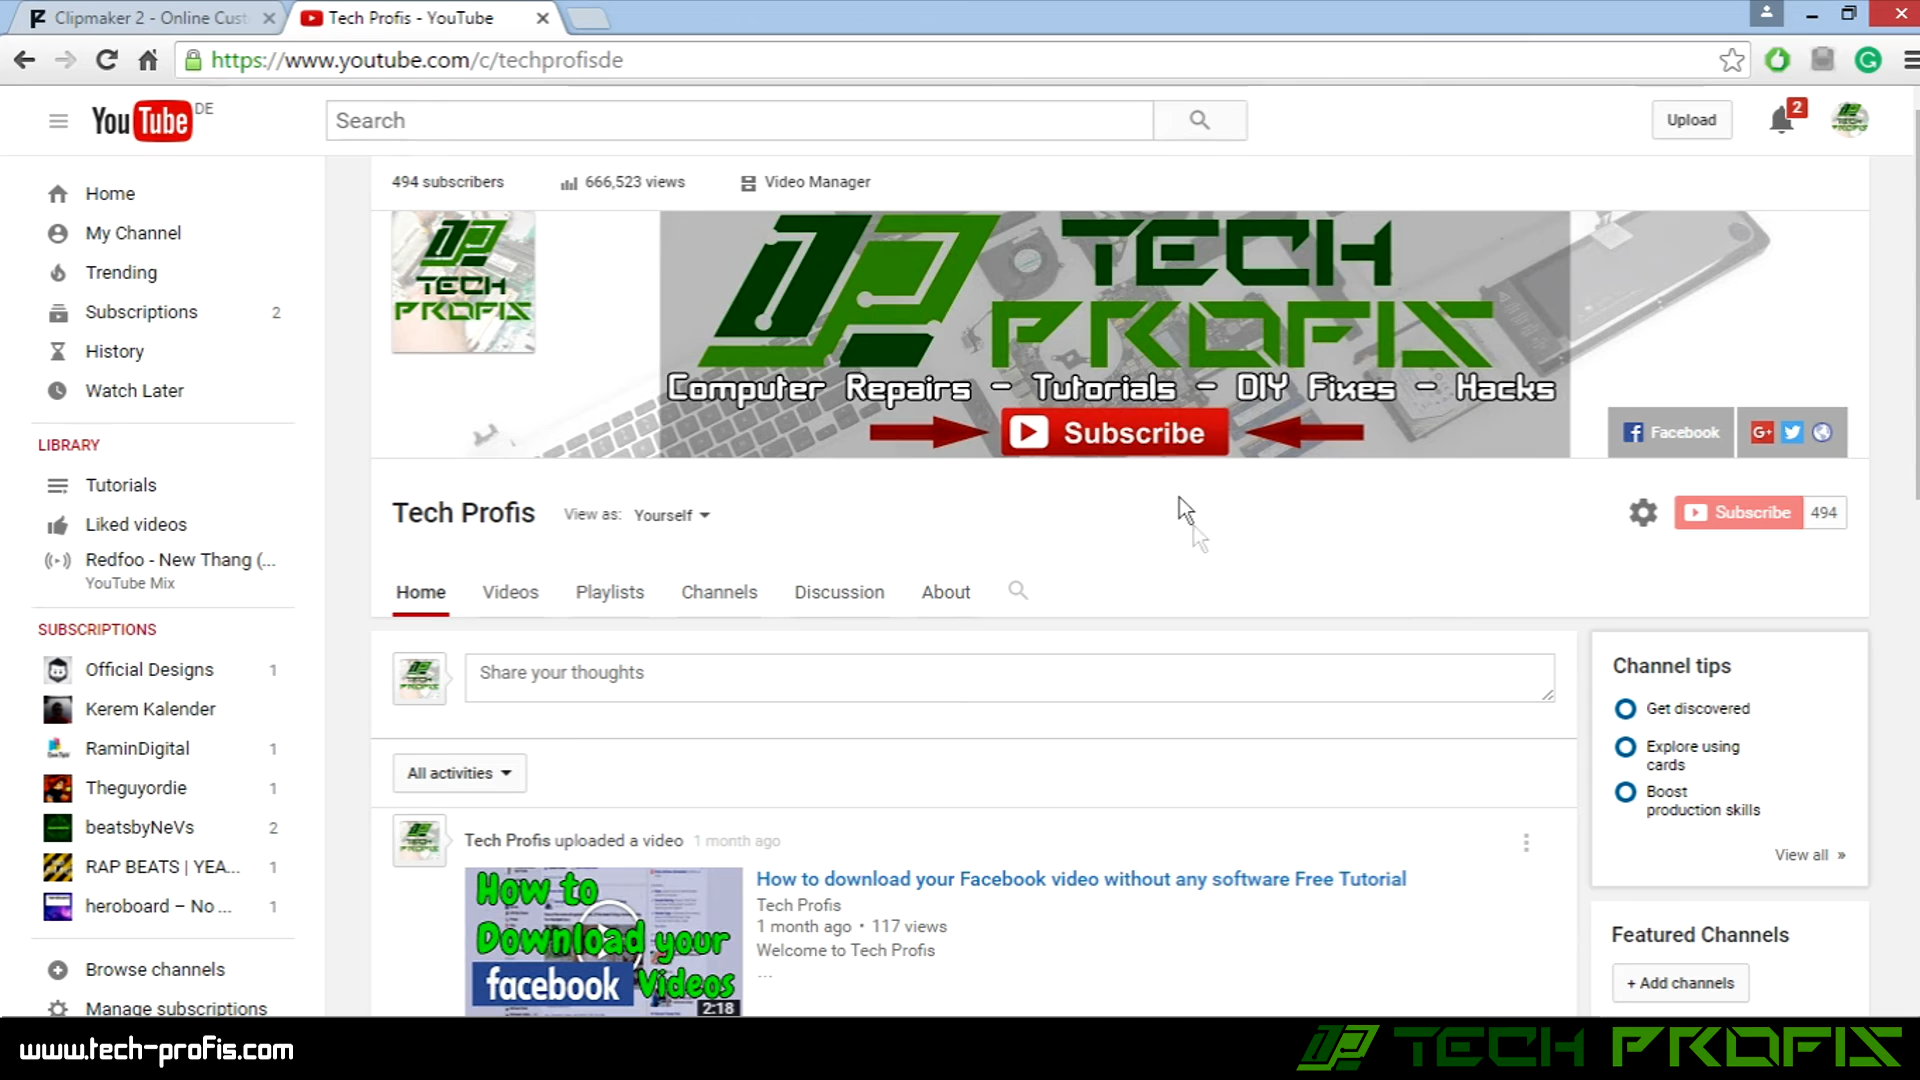 Clipmaker 2 - Online Cust
Tech Profis - YouTube
https://www.youtube.com/c/techprofisde
YouTube DE
Search
Upload
2
494 subscribers
666,523 views
Video Manager
Home
My Channel
Trending
Subscriptions 2
History
Watch Later
LIBRARY
Tutorials
Liked videos
Redfoo - New Thang (...
YouTube Mix
SUBSCRIPTIONS
Official Designs 1
Kerem Kalender
RaminDigital 1
Theguyordie 1
beatsbyNeVs 2
RAP BEATS | YEA... 1
heroboard – No ... 1
Browse channels
Manage subscriptions
TECH
PROFIS
TECH
PROFIS
Computer Repairs - Tutorials - DIY Fixes - Hacks
Subscribe
Facebook
G+
Tech Profis
View as: Yourself
Subscribe 494
Home Videos Playlists Channels Discussion About
TECH
PROFIS
Share your thoughts
All activities
TECH
PROFIS
Tech Profis uploaded a video 1 month ago
How to
Download your
facebook Videos
2:18
How to download your Facebook video without any software Free Tutorial
Tech Profis
1 month ago • 117 views
Welcome to Tech Profis
...
Channel tips
Get discovered
Explore using
cards
Boost
production skills
View all »
Featured Channels
+ Add channels
www.tech-profis.com
TECH PROFIS